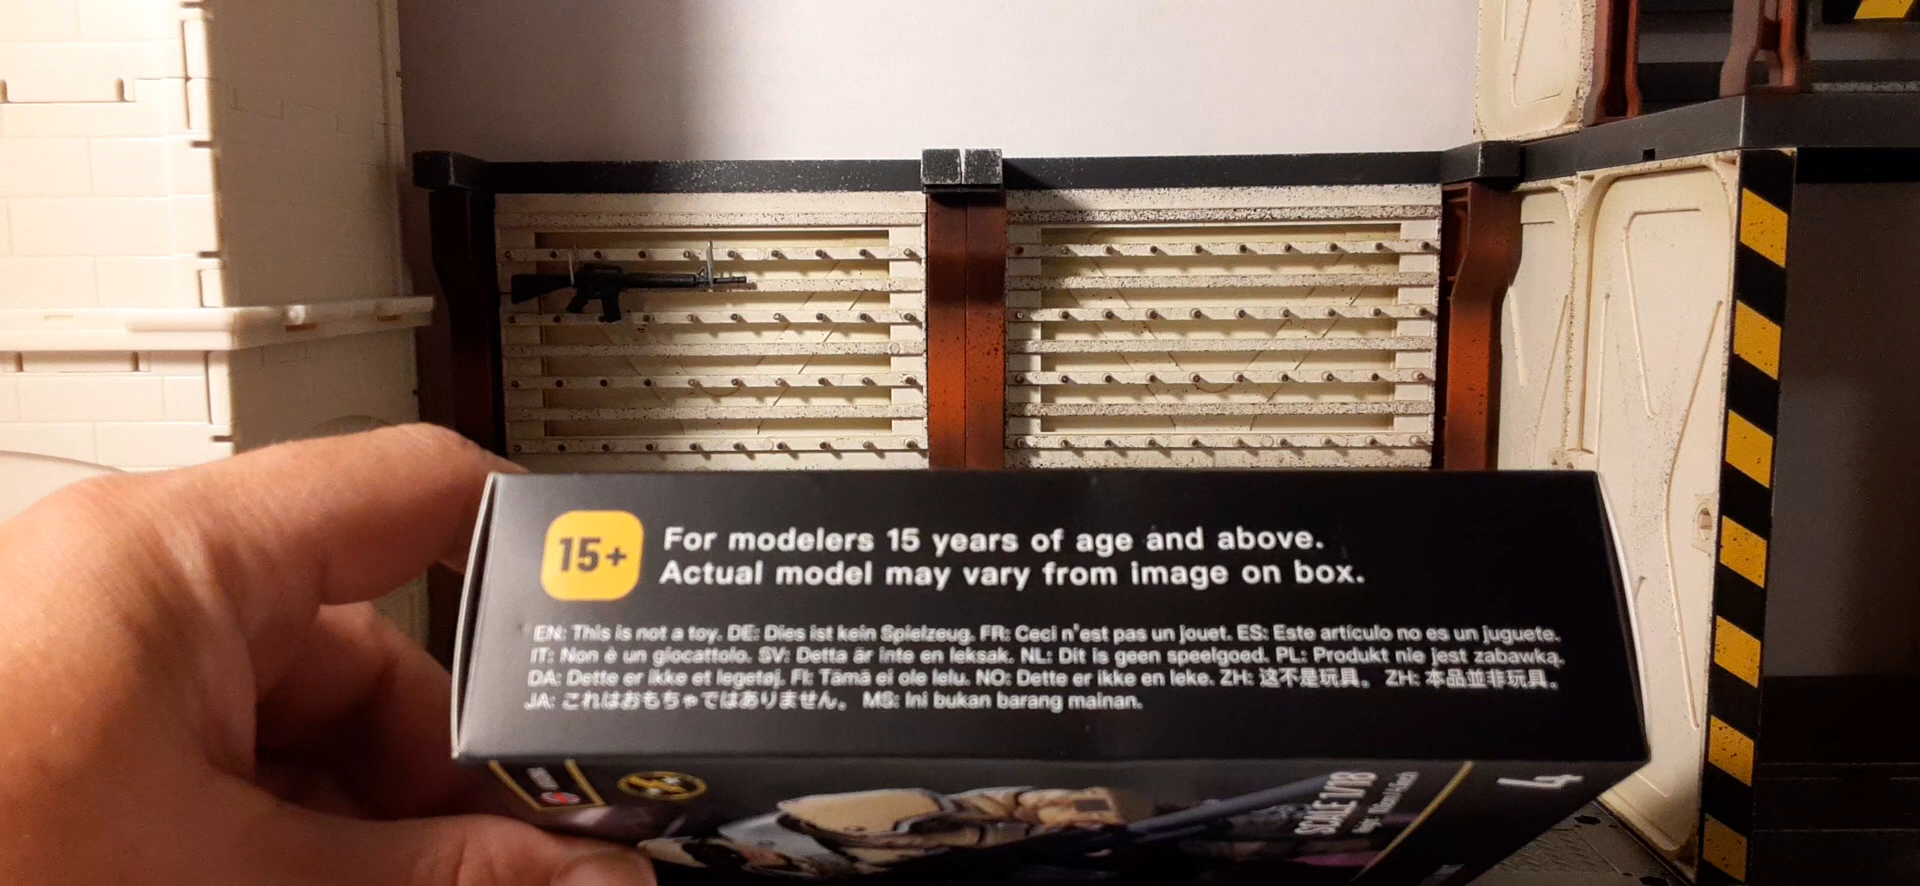 15+
For modelers 15 years of age and above.
Actual model may vary from image on box.
EN: This is not a toy. DE: Dies ist kein Spielzeug. FR: Ceci n'est pas un jouet. ES: Este artículo no es un juguete.
IT: Non è un giocattolo. SV: Detta är inte en leksak. NL: Dit is geen speelgoed. PL: Produkt nie jest zabawką.
DA: Dette er ikke et legetøj. FI: Tämä ei ole lelu. NO: Dette er ikke en leke. ZH: 这不是玩具。 ZH: 本品並非玩具。
JA: これはおもちゃではありません。 MS: Ini bukan barang mainan.
SCALE 1/18